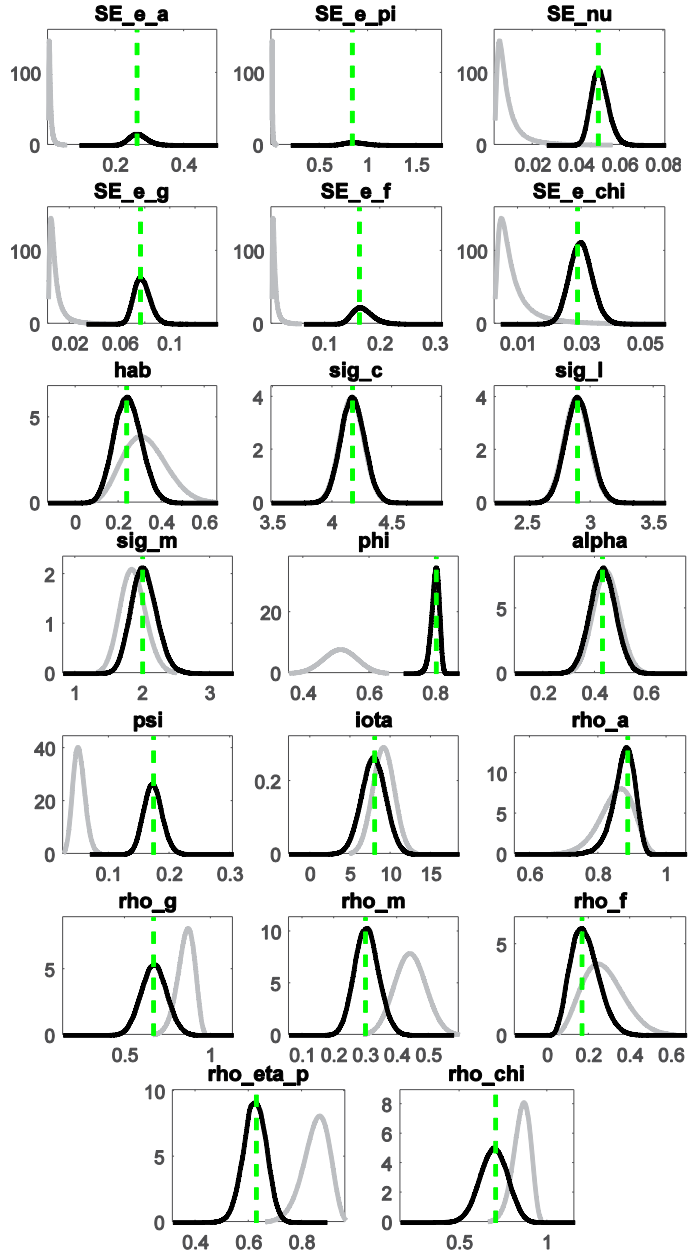 SE_e_a SE_e_pi SE_nu
100 100 100
0 0 0
0.2 0.4 0.5 1 1.5 0.02 0.04 0.06 0.08
SE_e_g SE_e_f SE_e_chi
100 100 100
0 0 0
0.02 0.06 0.1 0.1 0.2 0.3 0.01 0.03 0.05
hab sig_c sig_l
5 4 4
2 2
0 0 0
0 0.2 0.4 0.6 3.5 4 4.5 2.5 3 3.5
sig_m phi alpha
2 20 5
1
0 0 0
1 2 3 0.4 0.6 0.8 0.2 0.4 0.6
psi iota rho_a
40 0.2 10
20 5
0 0 0
0.1 0.2 0.3 0 5 10 15 0.6 0.8 1
rho_g rho_m rho_f
5 10 5
5
0 0 0
0.5 1 0.1 0.2 0.3 0.4 0.5 0 0.2 0.4 0.6
rho_eta_p rho_chi
10 8
5 6
4
2
0 0
0.4 0.6 0.8 0.5 1